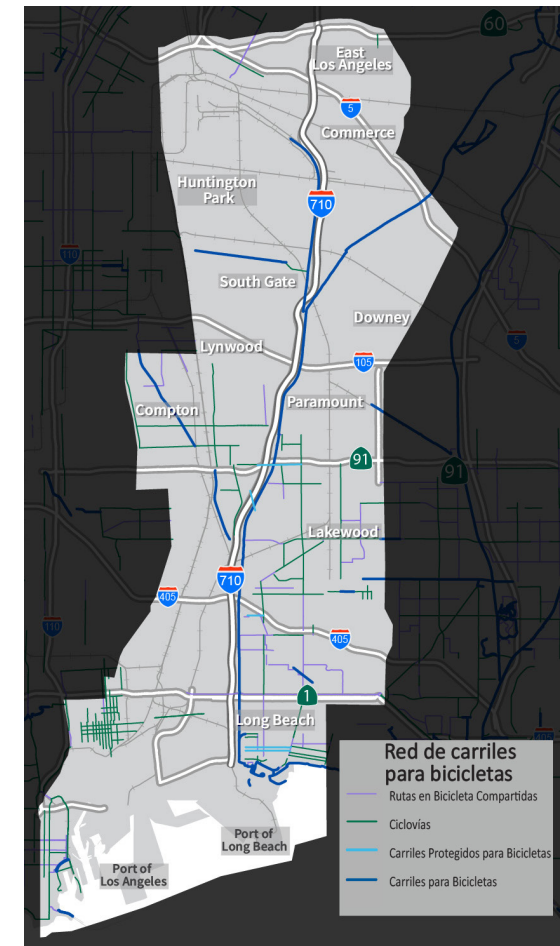 60
East
Los Angeles
5
Commerce
Huntington
Park
710
110
South Gate
Downey
Lynwood
5
105
Compton
Paramount
91
91
Lakewood
710
405
405
110
1
Long Beach
Port of
Long Beach
Port of
Los Angeles
Red de carriles
para bicicletas
Rutas en Bicicleta Compartidas
Ciclovías
Carriles Protegidos para Bicicletas
Carriles para Bicicletas